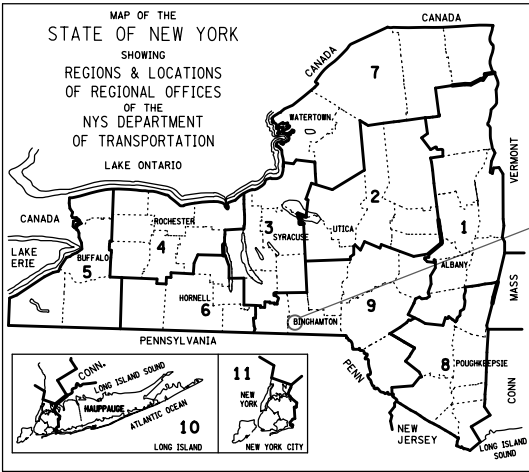 MAP OF THE
STATE OF NEW YORK
SHOWING
REGIONS & LOCATIONS
OF REGIONAL OFFICES
OF THE
NYS DEPARTMENT
OF TRANSPORTATION
LAKE ONTARIO
CANADA
CANADA
7
WATERTOWN.
VERMONT
2
1
CANADA
ROCHESTER
4
3
SYRACUSE
UTICA
LAKE
ERIE
BUFFALO
5
ALBANY
MASS
HORNELL
6
9
BINGHAMTON
PENNSYLVANIA
PENN
8
POUGHKEEPSIE
CONN
NEW
JERSEY
LONG ISLAND
SOUND
CONN.
LONG ISLAND SOUND
HAUPPAUGE
ATLANTIC OCEAN
10
LONG ISLAND
11
NEW
YORK
NEW YORK CITY